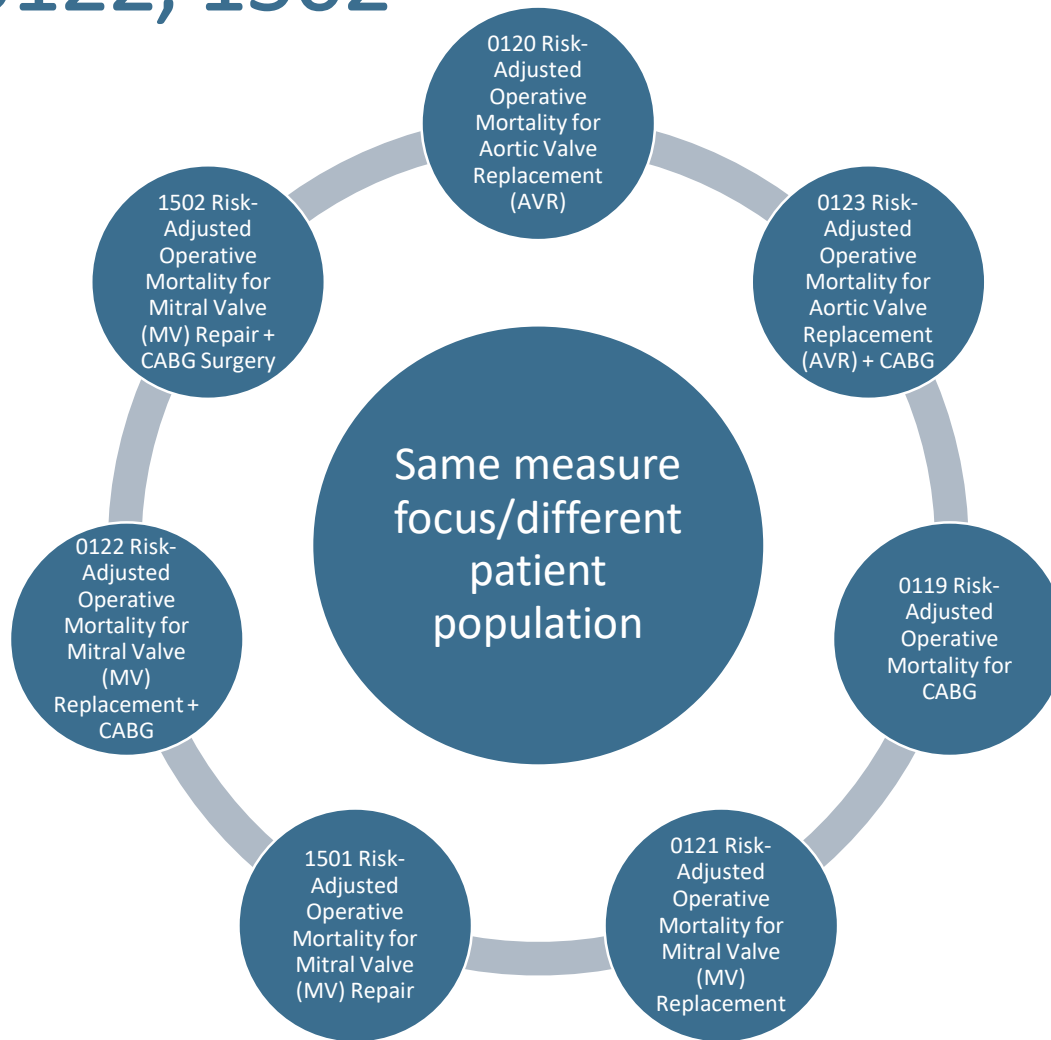 0122, 1502
0120 Risk-
Adjusted
Operative
Mortality for
Aortic Valve
Replacement
(AVR)
0123 Risk-
Adjusted
Operative
Mortality for
Aortic Valve
Replacement
(AVR) + CABG
0119 Risk-
Adjusted
Operative
Mortality for
CABG
0121 Risk-
Adjusted
Operative
Mortality for
Mitral Valve
(MV)
Replacement
1501 Risk-
Adjusted
Operative
Mortality for
Mitral Valve
(MV) Repair
0122 Risk-
Adjusted
Operative
Mortality for
Mitral Valve
(MV)
Replacement +
CABG
1502 Risk-
Adjusted
Operative
Mortality for
Mitral Valve
(MV) Repair +
CABG Surgery
Same measure
focus/different
patient
population